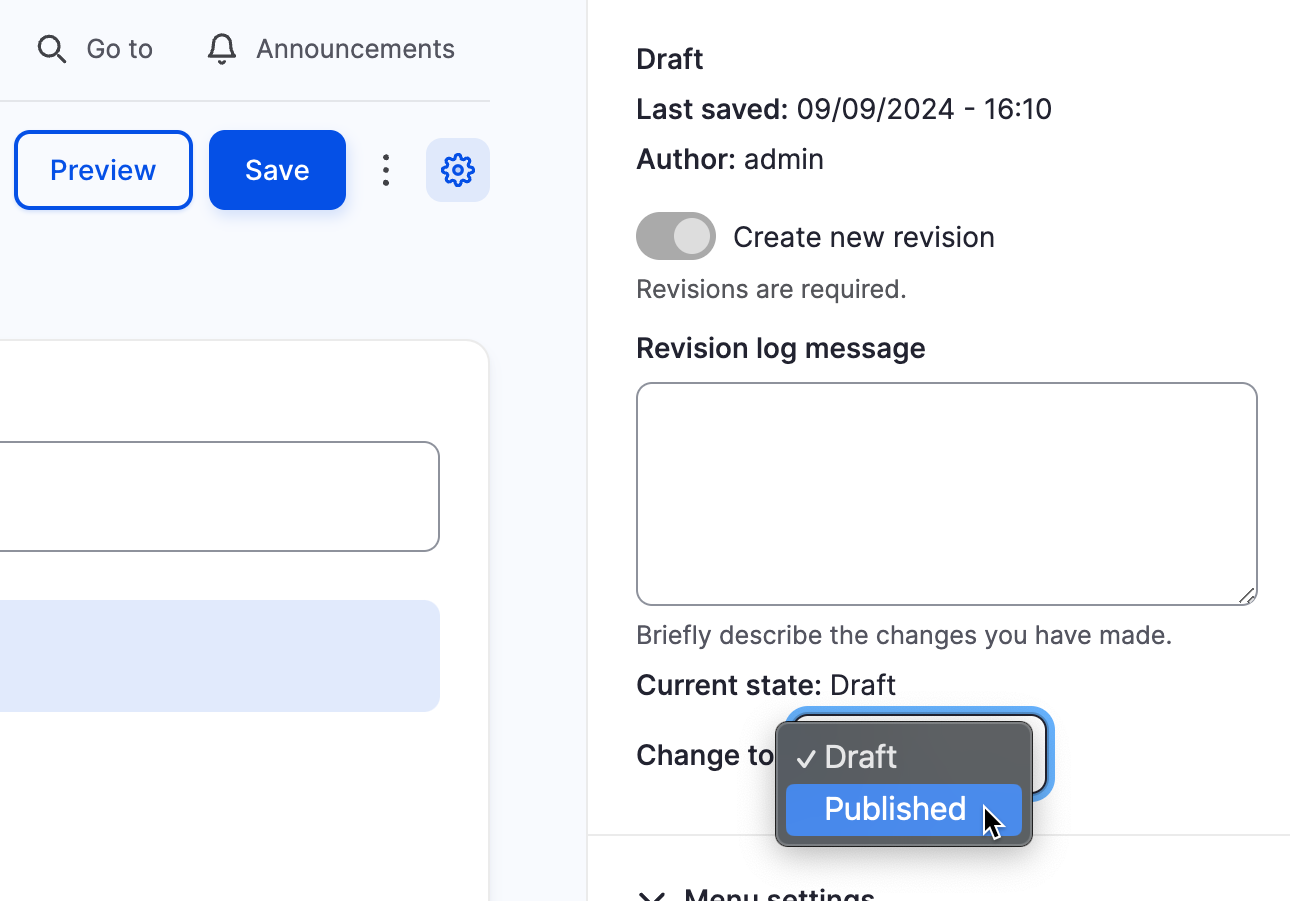 Go to
Announcements
Preview
Save
Draft
Last saved: 09/09/2024 - 16:10
Author: admin
Create new revision
Revisions are required.
Revision log message
Briefly describe the changes you have made.
Current state: Draft
Change to
✓ Draft
Published
Menu settings